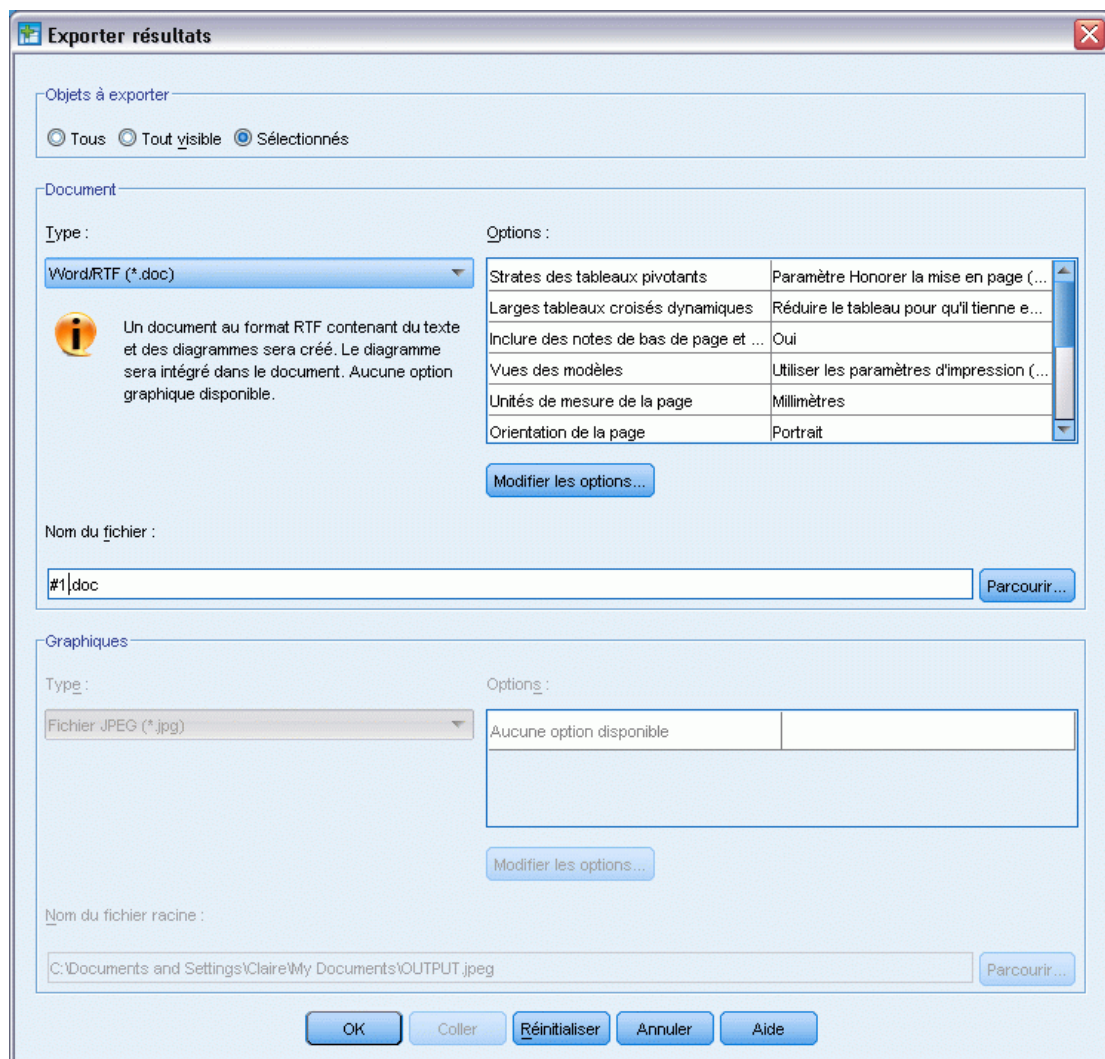 Exporter résultats
Objets à exporter
Tous Tout visible Sélectionnés
Document
Type :
Word/RTF (*.doc)
Un document au format RTF contenant du texte
et des diagrammes sera créé. Le diagramme
sera intégré dans le document. Aucune option
graphique disponible.
Options :
Strates des tableaux pivotants Paramètre Honorer la mise en page (...
Larges tableaux croisés dynamiques Réduire le tableau pour qu'il tienne e...
Inclure des notes de bas de page et ... Oui
Vues des modèles Utiliser les paramètres d'impression (...
Unités de mesure de la page Millimètres
Orientation de la page Portrait
Modifier les options...
Nom du fichier :
#1.doc Parcourir...
Graphiques
Type :
Fichier JPEG (*.jpg)
Options :
Aucune option disponible
Modifier les options...
Nom du fichier racine :
C:\Documents and Settings\Claire\My Documents\OUTPUT.jpeg Parcourir...
OK Coller Réinitialiser Annuler Aide